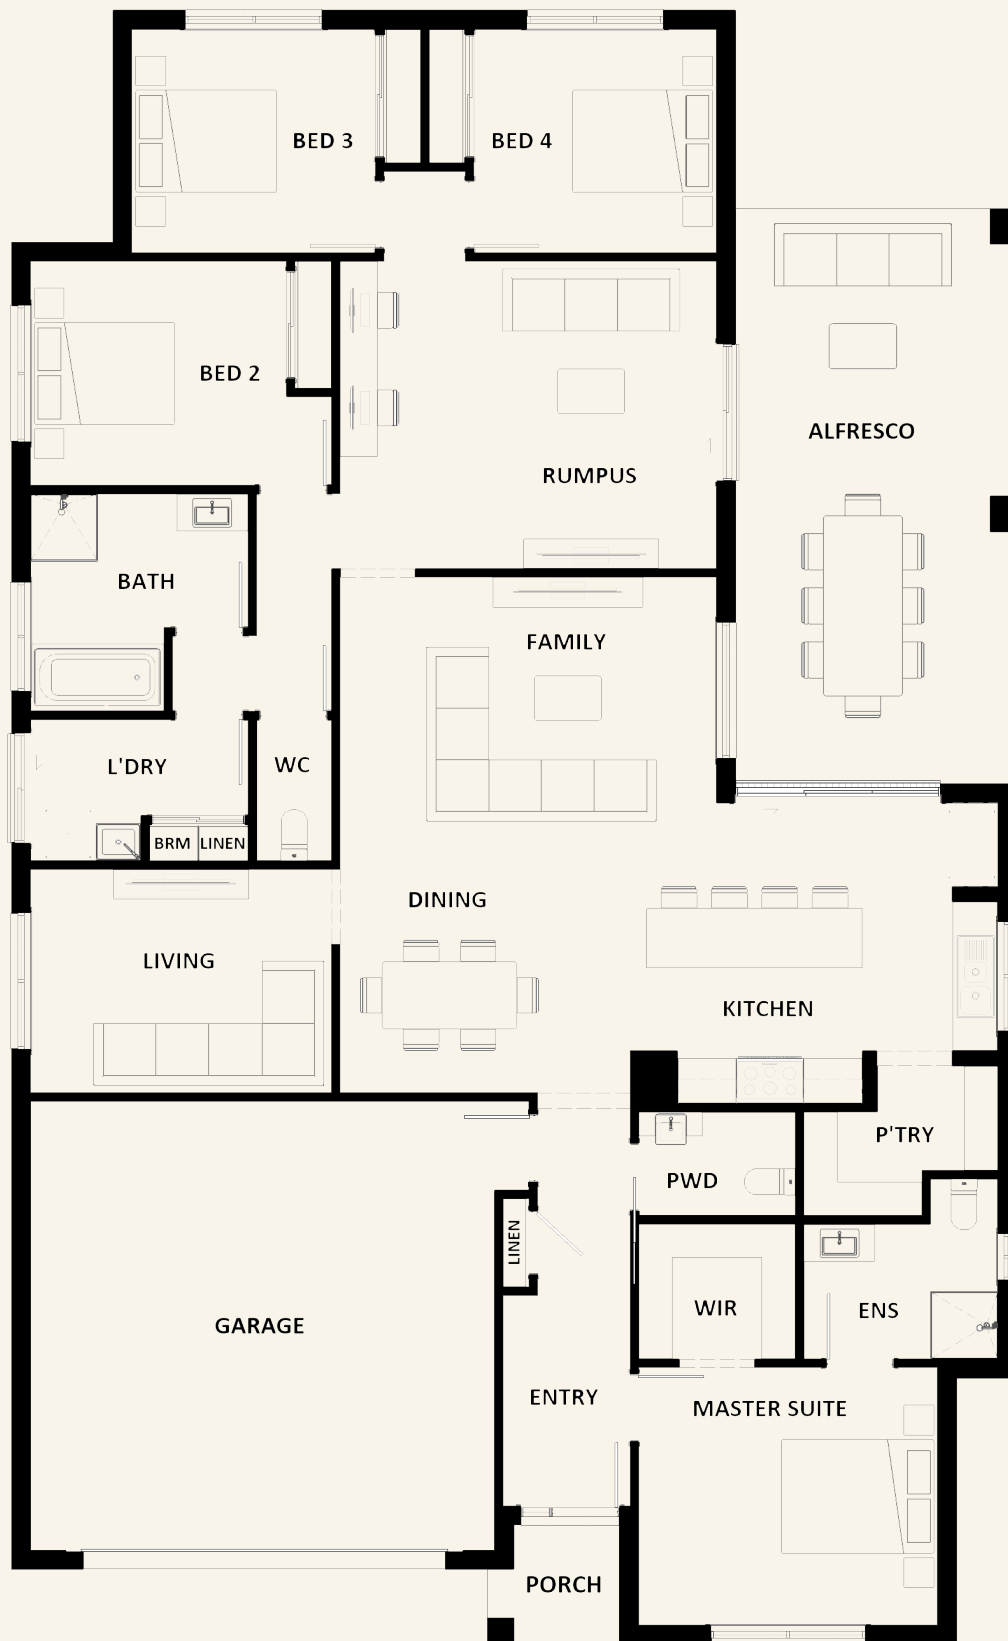 BED 3
BED 4
BED 2
ALFRESCO
RUMPUS
BATH
FAMILY
L'DRY
WC
BRM
LINEN
DINING
LIVING
KITCHEN
P'TRY
PWD
LINEN
WIR
ENS
GARAGE
ENTRY
MASTER SUITE
PORCH